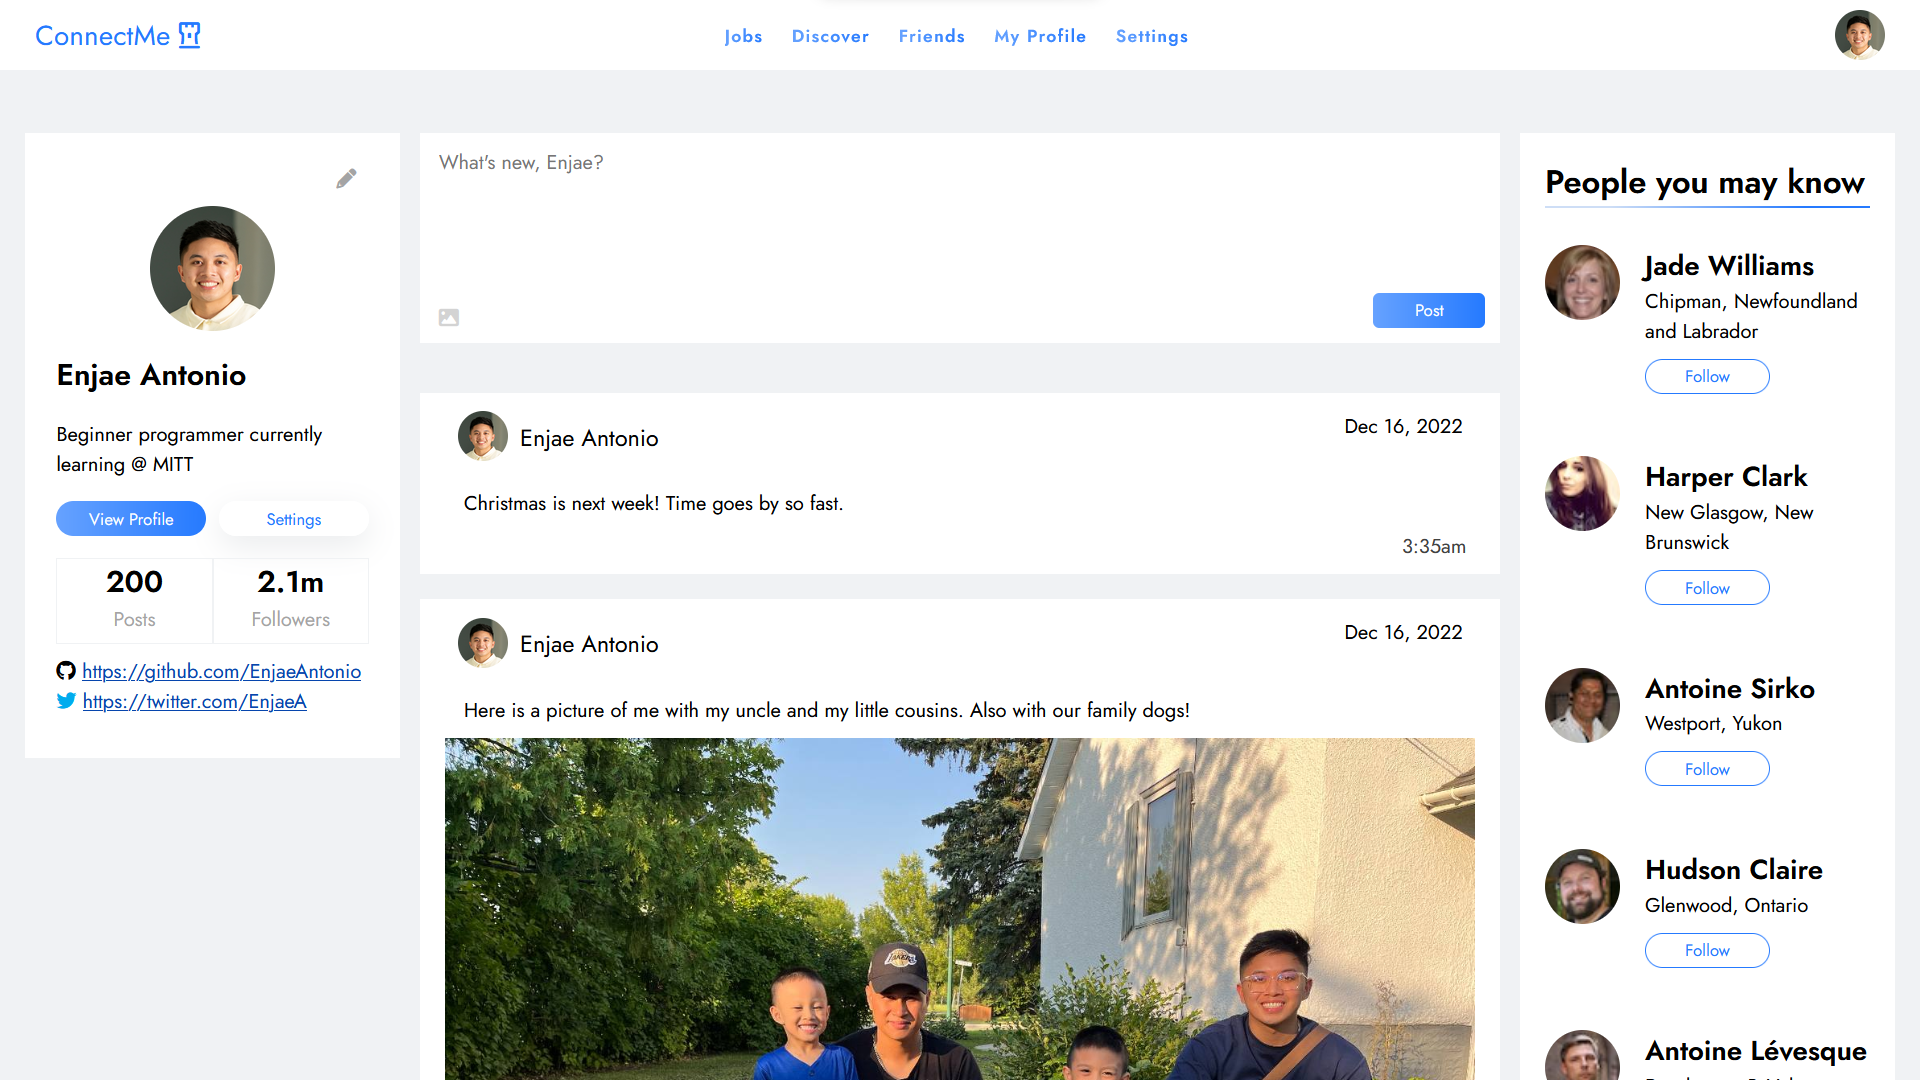 ConnectMe
Jobs
Discover
Friends
My Profile
Settings
Enjae Antonio
Beginner programmer currently
learning @ MITT
View Profile
Settings
200
Posts
2.1m
Followers
https://github.com/EnjaeAntonio
https://twitter.com/EnjaeA
What's new, Enjae?
Post
Enjae Antonio
Dec 16, 2022
Christmas is next week! Time goes by so fast.
3:35am
Enjae Antonio
Dec 16, 2022
Here is a picture of me with my uncle and my little cousins. Also with our family dogs!
LAKERS
People you may know
Jade Williams
Chipman, Newfoundland
and Labrador
Follow
Harper Clark
New Glasgow, New
Brunswick
Follow
Antoine Sirko
Westport, Yukon
Follow
Hudson Claire
Glenwood, Ontario
Follow
Antoine Lévesque